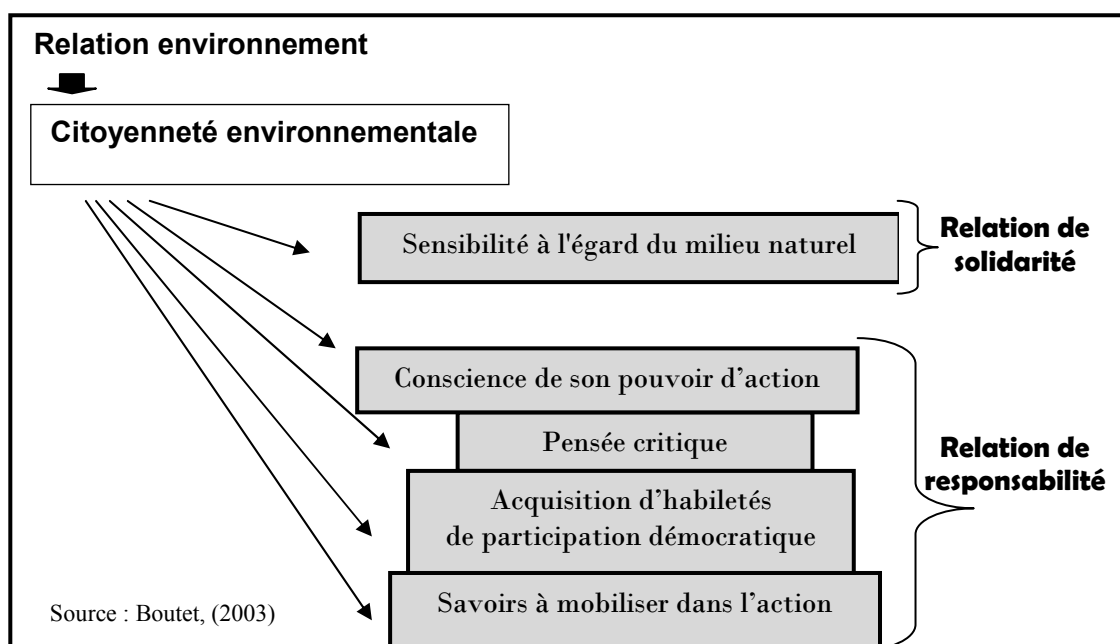 Relation environnement
Citoyenneté environnementale
Sensibilité à l'égard du milieu naturel
Relation de
solidarité
Conscience de son pouvoir d’action
Pensée critique
Acquisition d’habiletés
de participation démocratique
Savoirs à mobiliser dans l’action
Relation de
responsabilité
Source : Boutet, (2003)